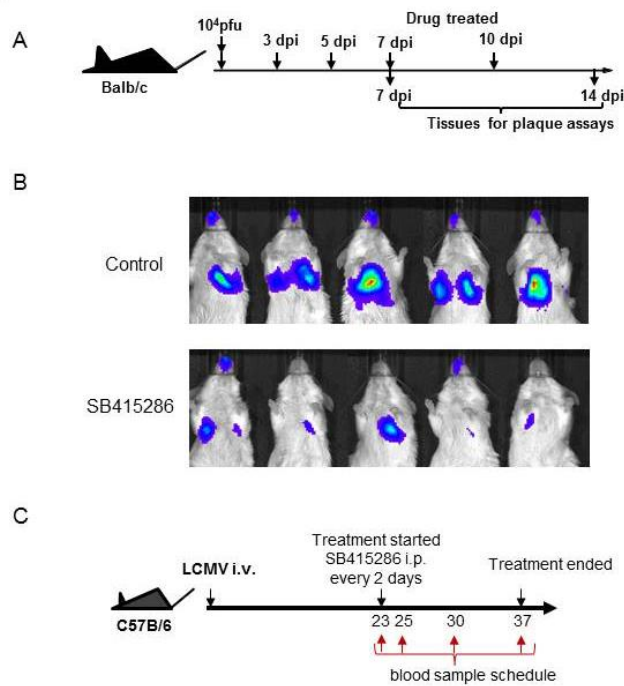 A
10⁴pfu
3 dpi
5 dpi
Drug treated
7 dpi
10 dpi
Balb/c
7 dpi
14 dpi
Tissues for plaque assays
B
Control
SB415286
C
LCMV i.v.
Treatment started
SB415286 i.p.
every 2 days
Treatment ended
C57B/6
23 25 30 37
blood sample schedule